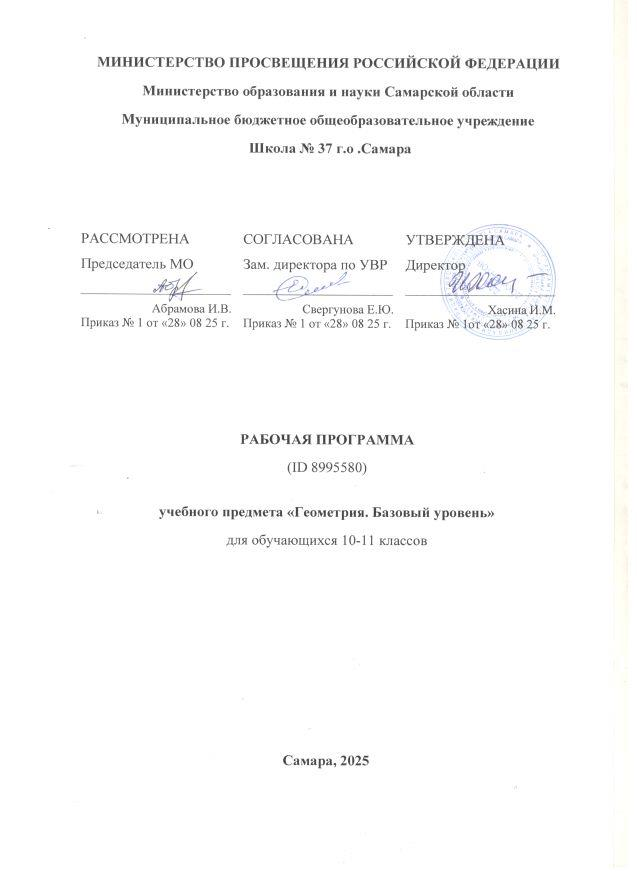 МИНИСТЕРСТВО ПРОСВЕЩЕНИЯ РОССИЙСКОЙ ФЕДЕРАЦИИ
Министерство образования и науки Самарской области
Муниципальное бюджетное общеобразовательное учреждение
Школа № 37 г.о .Самара
РАССМОТРЕНА СОГЛАСОВАНА УТВЕРЖДЕНА
Председатель МО Зам. директора по УВР Директор
Абрамова И.В. Свергунова Е.Ю. Хасина И.М.
Приказ № 1 от «28» 08 25 г. Приказ № 1 от «28» 08 25 г. Приказ № 1от «28» 08 25 г.
РАБОЧАЯ ПРОГРАММА
(ID 8995580)
учебного предмета «Геометрия. Базовый уровень»
для обучающихся 10-11 классов
Самара, 2025